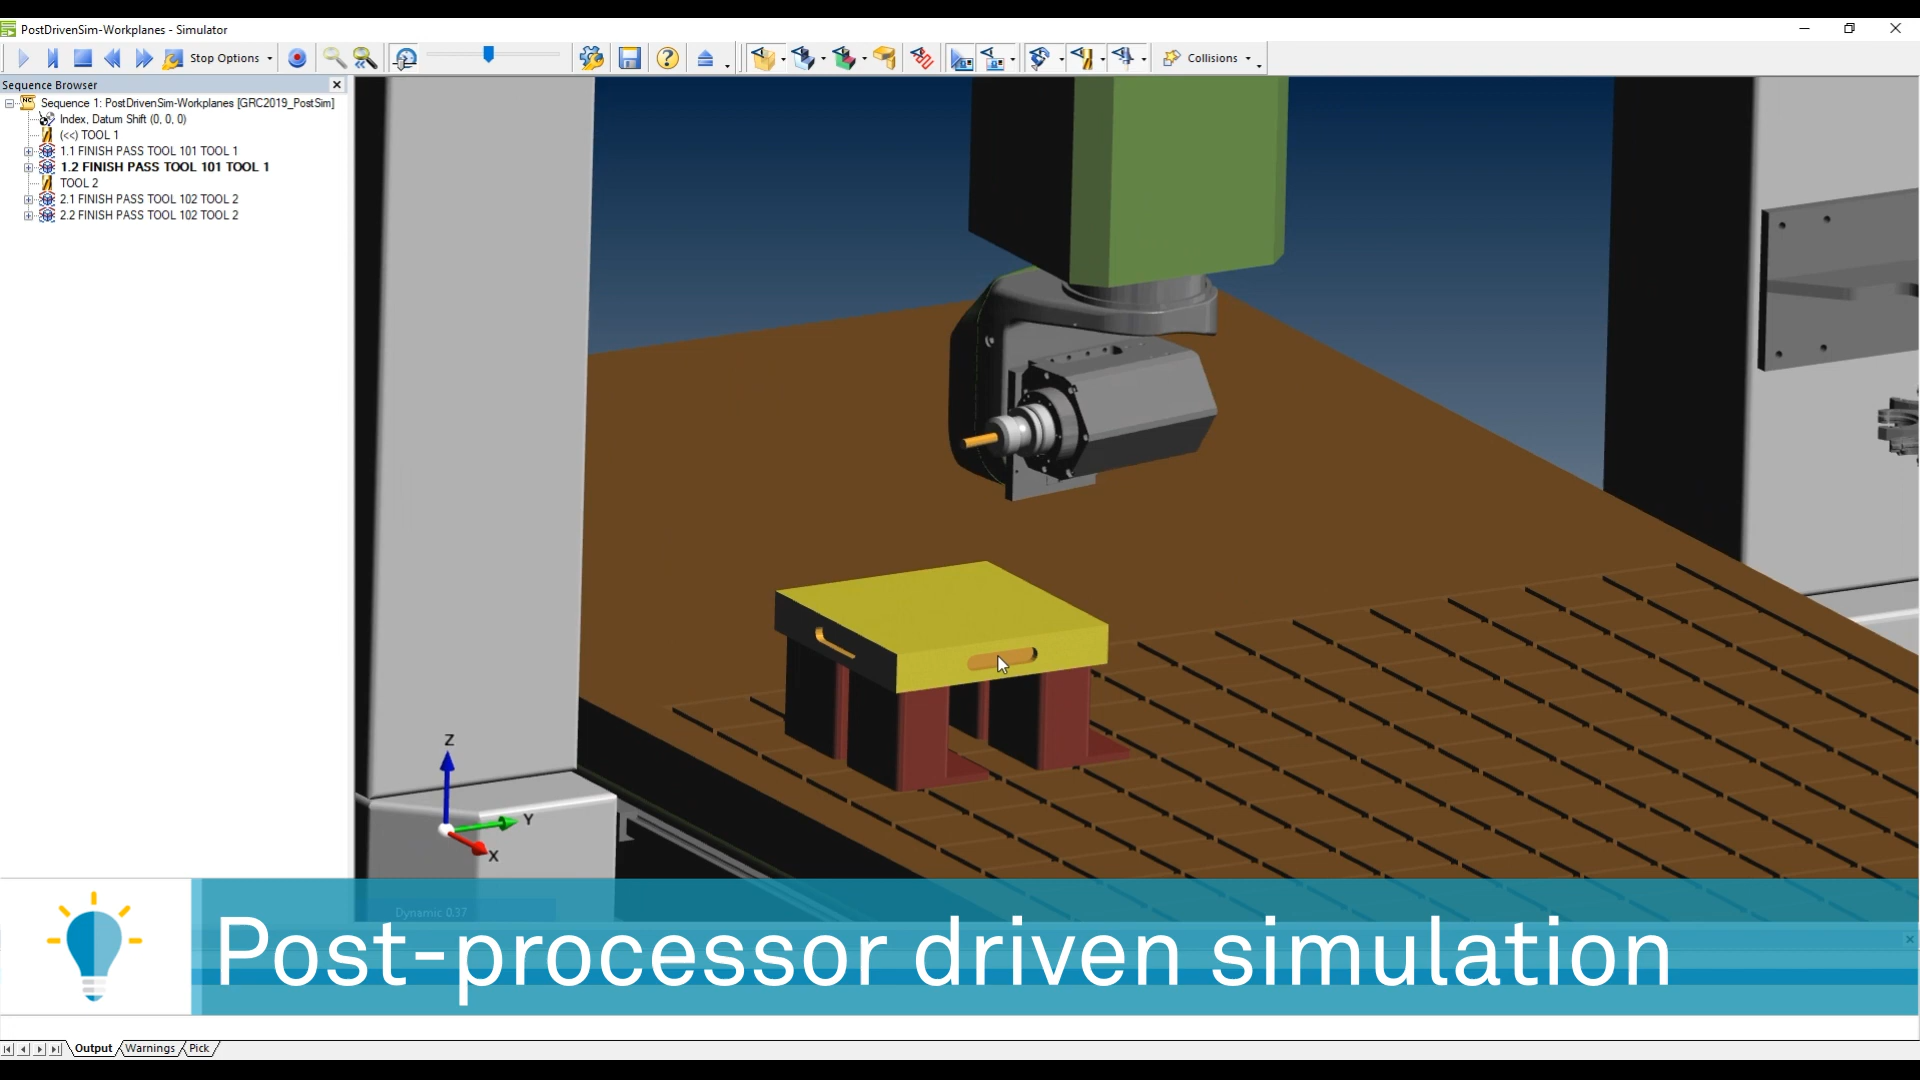 PostDrivenSim-Workplanes - Simulator
Stop Options
Collisions
Sequence Browser
Sequence 1: PostDrivenSim-Workplanes [GRC2019_PostSim]
Index, Datum Shift (0, 0, 0)
(<<) TOOL 1
1.1 FINISH PASS TOOL 101 TOOL 1
1.2 FINISH PASS TOOL 101 TOOL 1
TOOL 2
2.1 FINISH PASS TOOL 102 TOOL 2
2.2 FINISH PASS TOOL 102 TOOL 2
Z
Y
X
Dynamic 0.37
Post-processor driven simulation
Output
Warnings
Pick